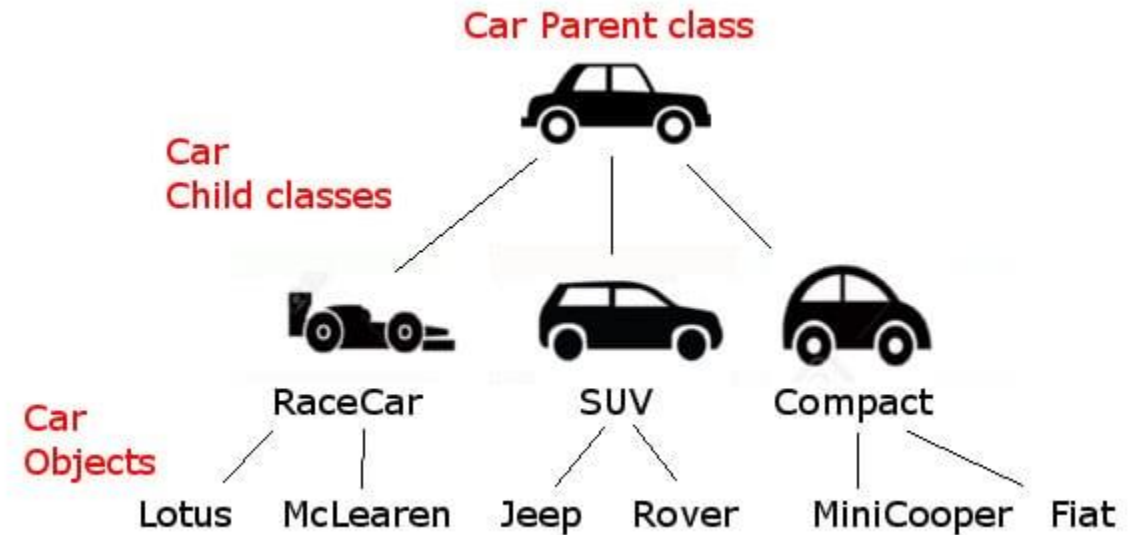 Car Parent class
Car
Child classes
RaceCar SUV Compact
Car
Objects
Lotus McLearen Jeep Rover MiniCooper Fiat